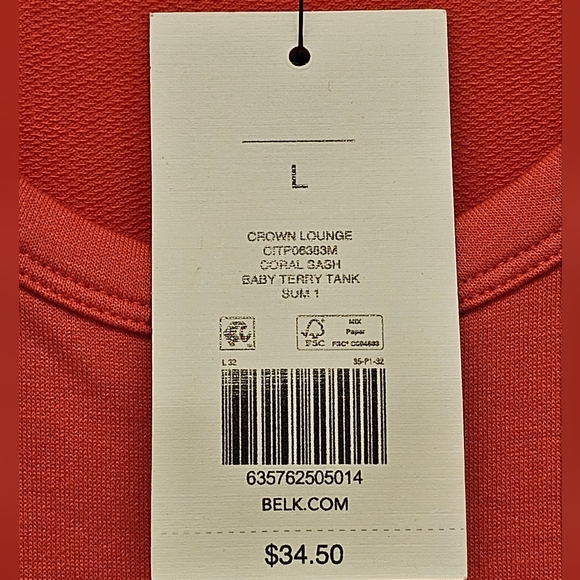 L
CROWN LOUNGE
CITP06383M
CORAL SASH
BABY TERRY TANK
SUM 1
MIX
Paper
FSC
L 32
35-P1-32
635762505014
BELK.COM
$34.50